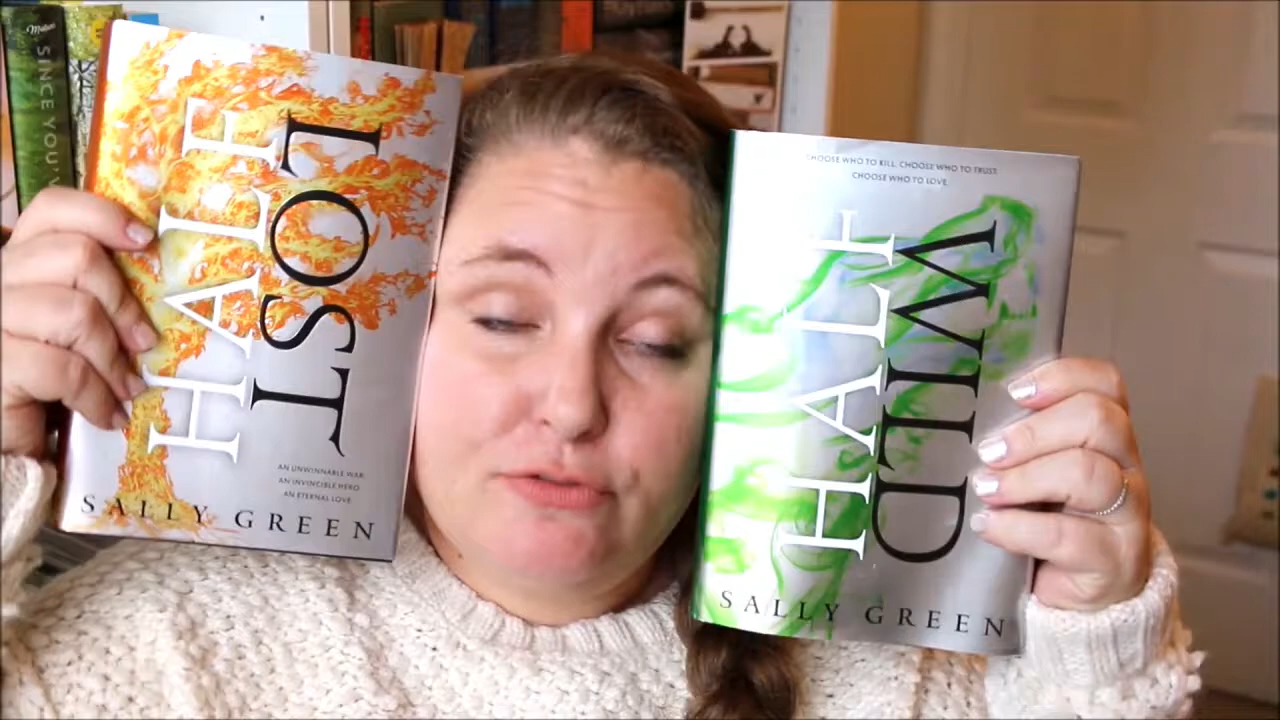 SINCE YOU'
HALF
LOST
AN UNWINNABLE WAR
AN INVINCIBLE HERO
AN ETERNAL LOVE
SALLY GREEN
CHOOSE WHO TO KILL. CHOOSE WHO TO TRUST.
CHOOSE WHO TO LOVE.
HALF
WILD
SALLY GREEN